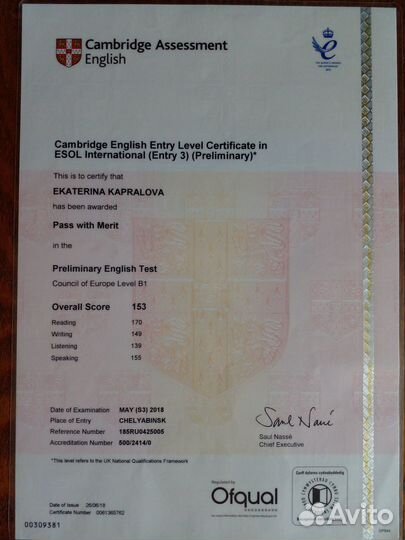 Cambridge Assessment
English
Cambridge English Entry Level Certificate in
ESOL International (Entry 3) (Preliminary)*
This is to certify that
EKATERINA KAPRALOVA
has been awarded
Pass with Merit
in the
Preliminary English Test
Council of Europe Level B1
Overall Score 153
Reading 170
Writing 149
Listening 139
Speaking 155
Date of Examination MAY (S3) 2018
Place of Entry CHELYABINSK
Reference Number 185RU0425005
Accreditation Number 500/2414/0
Saul Nassé
Saul Nassé
Chief Executive
*This level refers to the UK National Qualifications Framework
Date of Issue 26/06/18
Certificate Number 0061365762
00309381
Regulated by
Ofqual
Avito